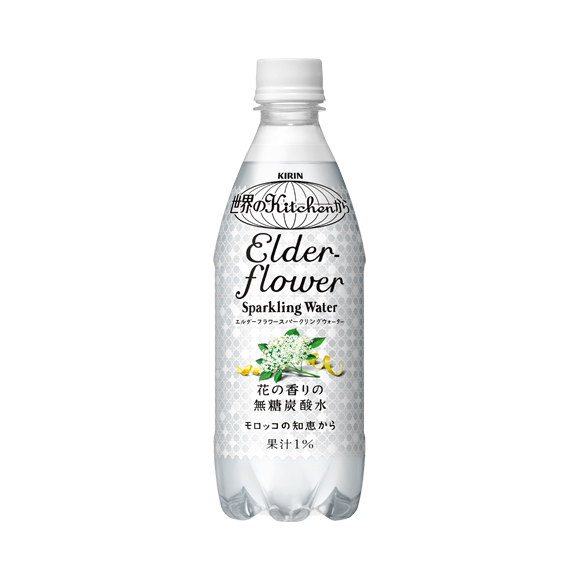 KIRIN
世界のKitchenから
Elder-
flower
Sparkling Water
エルダーフラワースパークリングウォーター
花の香りの
無糖炭酸水
モロッコの知恵から
果汁1%